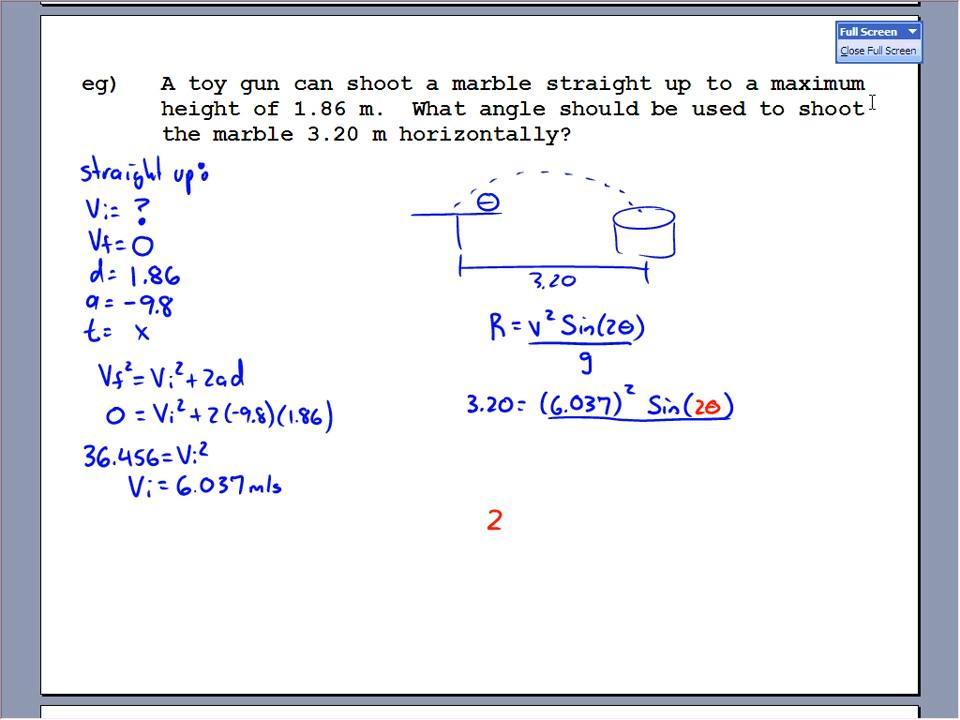 Full Screen
Close Full Screen
eg) A toy gun can shoot a marble straight up to a maximum
height of 1.86 m. What angle should be used to shoot
the marble 3.20 m horizontally?
straight up:
Vi= ?
Vf= 0
d= 1.86
a= -9.8
t= x
Vf²=Vi²+2ad
0 = Vi²+2(-9.8)(1.86)
36.456=Vi²
Vi= 6.037m/s
θ
3.20
R= v² Sin(2θ)
g
3.20= (6.037)² Sin(2θ)
2